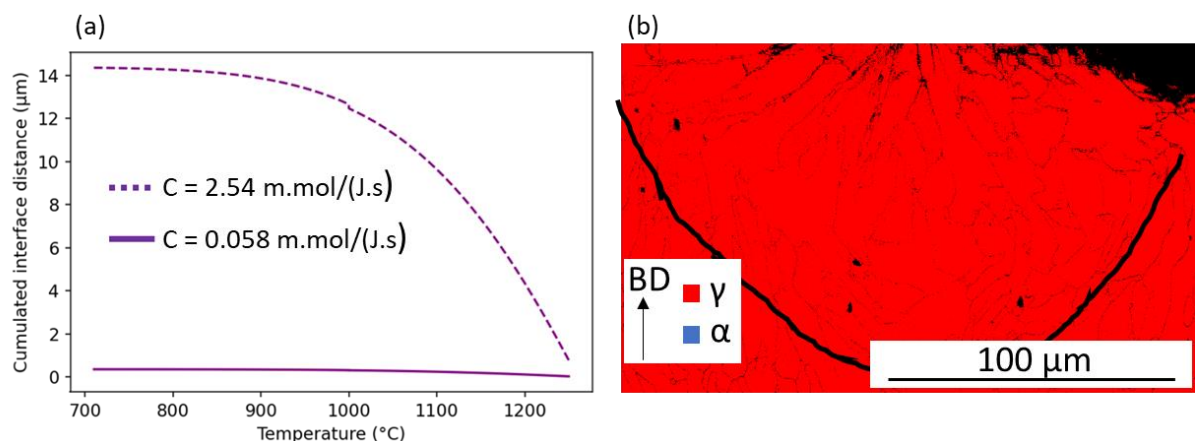 (a)
Cumulated interface distance (μm)
14
12
10
8
6
4
2
0
C = 2.54 m.mol/(J.s)
C = 0.058 m.mol/(J.s)
700 800 900 1000 1100 1200
Temperature (°C)
(b)
BD
γ
α
100 μm